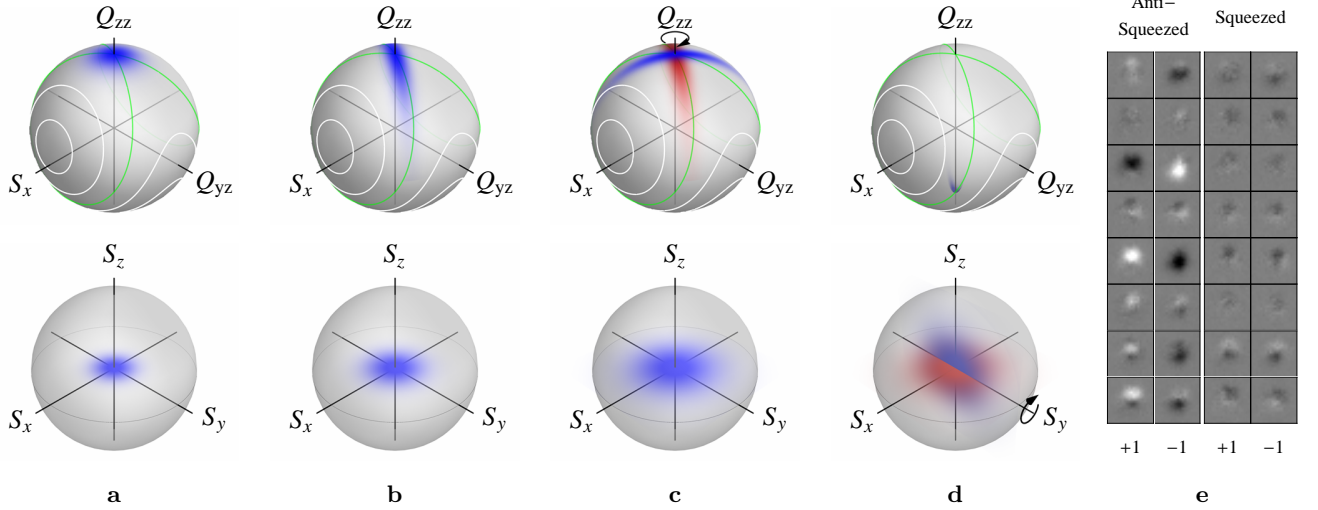 Q_zz
Q_zz
Q_zz
Q_zz
Anti−
Squeezed
Squeezed
S_x
Q_yz
S_x
Q_yz
S_x
Q_yz
S_x
Q_yz
S_z
S_z
S_z
S_z
S_x
S_y
S_x
S_y
S_x
S_y
S_x
S_y
+1
−1
+1
−1
a
b
c
d
e